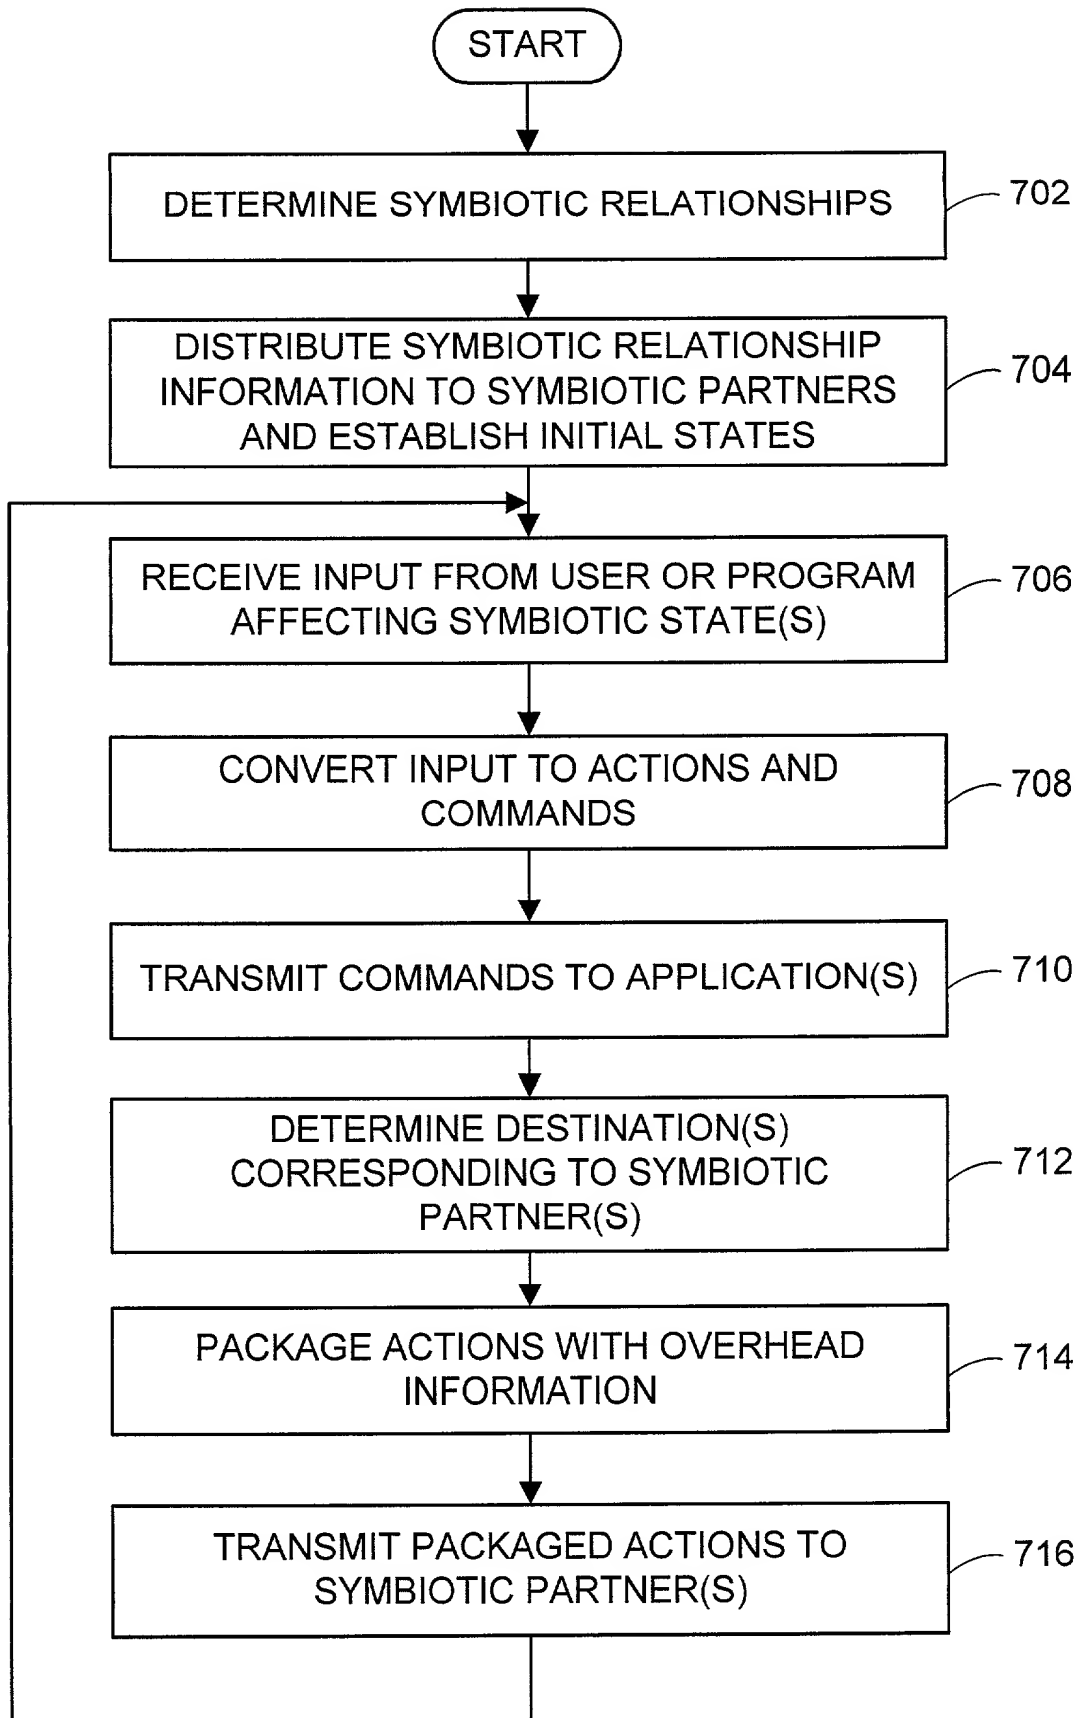 START
DETERMINE SYMBIOTIC RELATIONSHIPS
702
DISTRIBUTE SYMBIOTIC RELATIONSHIP
INFORMATION TO SYMBIOTIC PARTNERS
AND ESTABLISH INITIAL STATES
704
RECEIVE INPUT FROM USER OR PROGRAM
AFFECTING SYMBIOTIC STATE(S)
706
CONVERT INPUT TO ACTIONS AND
COMMANDS
708
TRANSMIT COMMANDS TO APPLICATION(S)
710
DETERMINE DESTINATION(S)
CORRESPONDING TO SYMBIOTIC
PARTNER(S)
712
PACKAGE ACTIONS WITH OVERHEAD
INFORMATION
714
TRANSMIT PACKAGED ACTIONS TO
SYMBIOTIC PARTNER(S)
716